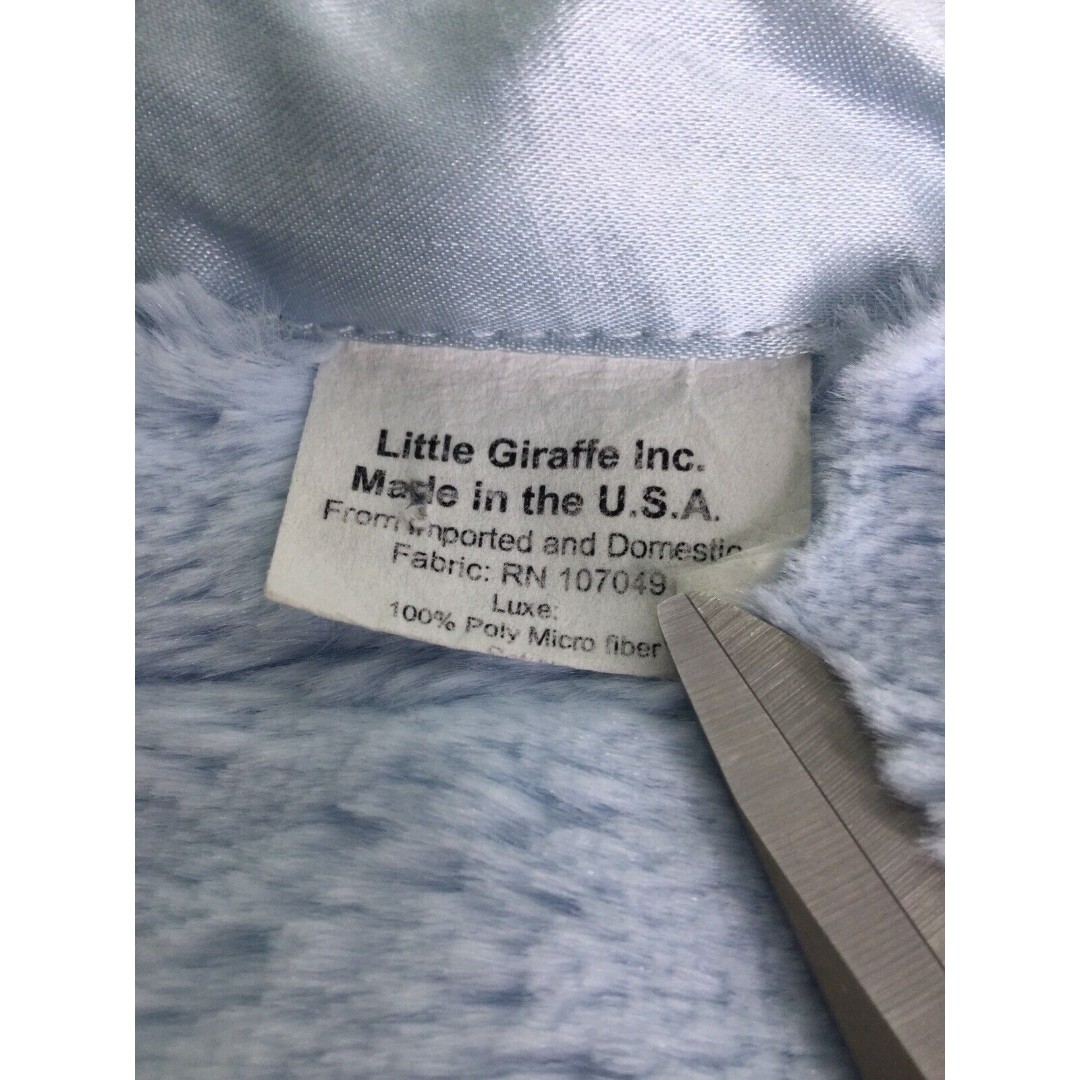 Little Giraffe Inc.
Made in the U.S.A.
From Imported and Domestic
Fabric: RN 107049
Luxe:
100% Poly Micro fiber